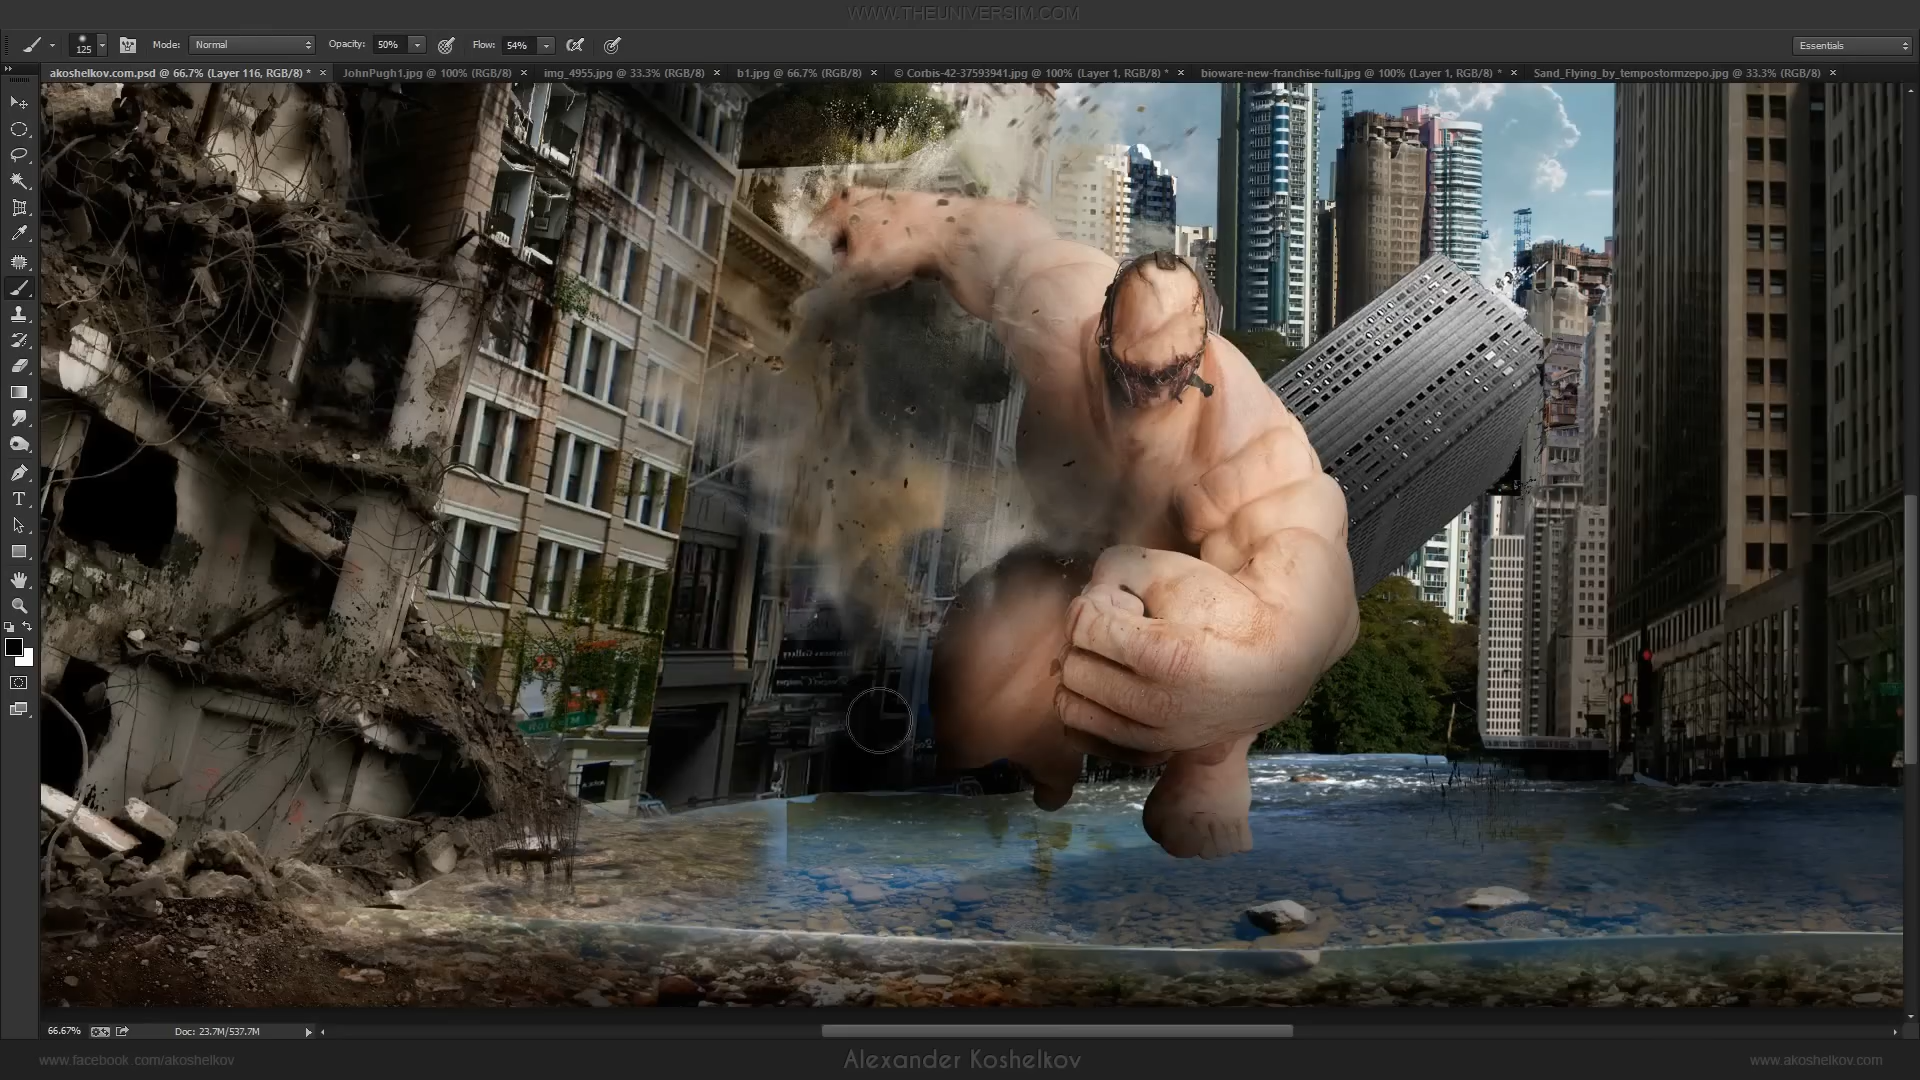 WWW.THEUNIVERSIM.COM
125 Mode: Normal Opacity: 50% Flow: 54% Essentials
akoshelkov.com.psd @ 66.7% (Layer 116, RGB/8) * × JohnPugh1.jpg @ 100% (RGB/8) × img_4955.jpg @ 33.3% (RGB/8) × b1.jpg @ 66.7% (RGB/8) × © Corbis-42-37593941.jpg @ 100% (Layer 1, RGB/8) * × bioware-new-franchise-full.jpg @ 100% (Layer 1, RGB/8) * × Sand_Flying_by_tempostormzepo.jpg @ 33.3% (RGB/8) ×
T
23
66.67% Doc: 23.7M/537.7M
www.facebook.com/akoshelkov Alexander Koshelkov www.akoshelkov.com